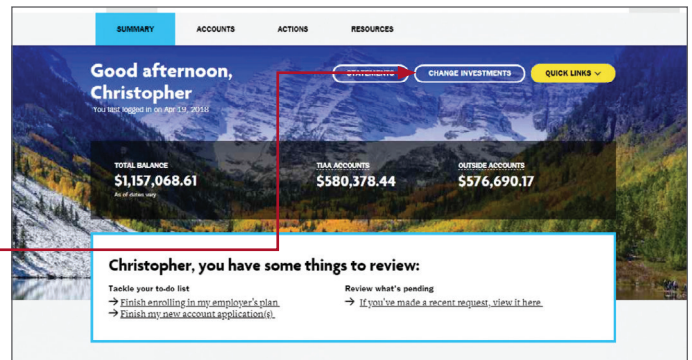 SUMMARY ACCOUNTS ACTIONS RESOURCES
Good afternoon,
Christopher
You last logged in on Apr 19, 2018
STATEMENTS CHANGE INVESTMENTS QUICK LINKS
TOTAL BALANCE
$1,157,068.61
As of dates vary
TIAA ACCOUNTS
$580,378.44
OUTSIDE ACCOUNTS
$576,690.17
Christopher, you have some things to review:
Tackle your to-do list
→ Finish enrolling in my employer's plan
→ Finish my new account application(s)
Review what's pending
→ If you've made a recent request, view it here